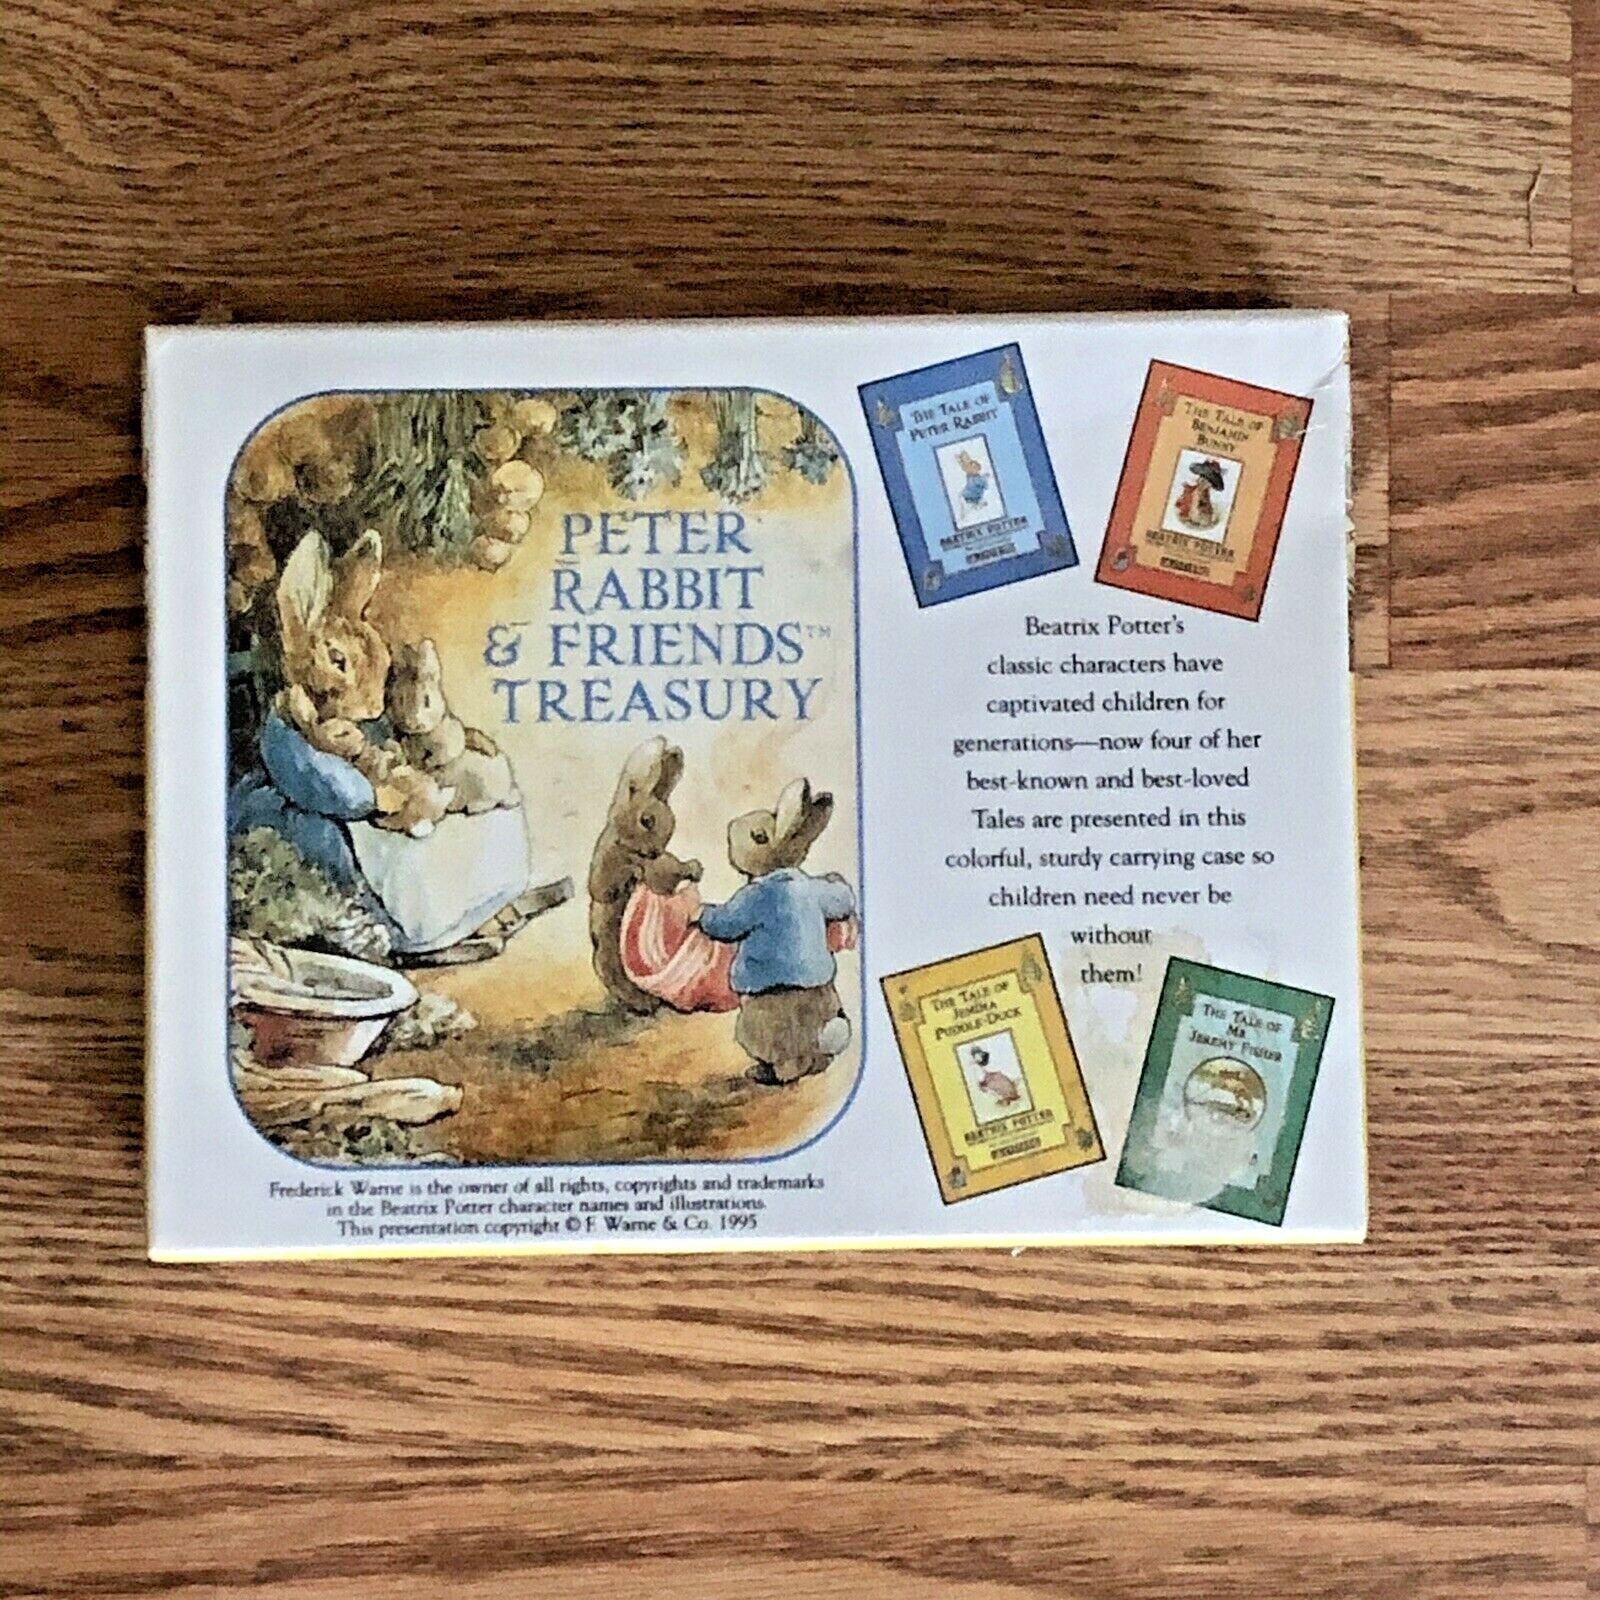 PETER
RABBIT
& FRIENDS™
TREASURY
Frederick Warne is the owner of all rights, copyrights and trademarks
in the Beatrix Potter character names and illustrations.
This presentation copyright © F. Warne & Co. 1995
THE TALE OF
PETER RABBIT
BEATRIX POTTER
THE TALE OF
BENJAMIN
BUNNY
BEATRIX POTTER
Beatrix Potter's
classic characters have
captivated children for
generations—now four of her
best-known and best-loved
Tales are presented in this
colorful, sturdy carrying case so
children need never be
without
them!
THE TALE OF
JEMIMA
PUDDLE-DUCK
BEATRIX POTTER
THE TALE OF
MR.
JEREMY FISHER